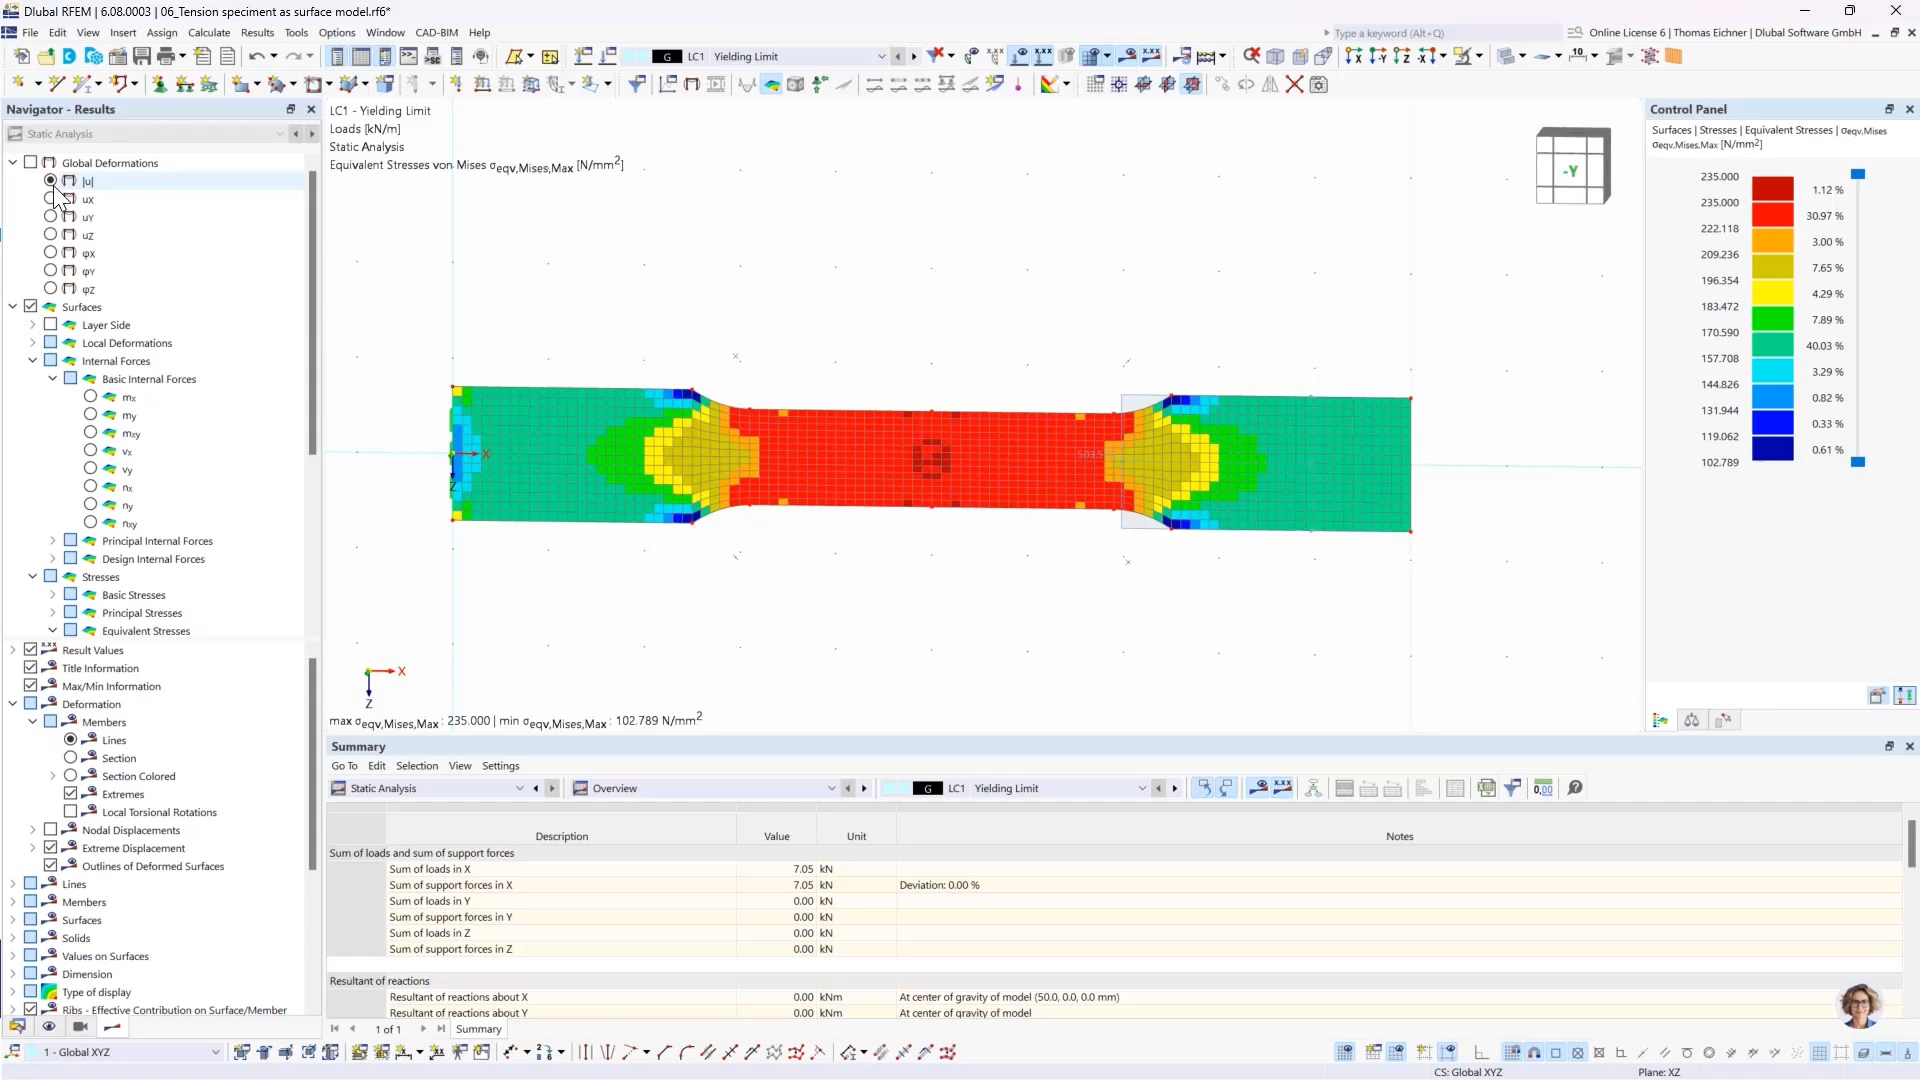 Dlubal RFEM | 6.08.0003 | 06_Tension speciment as surface model.rf6*
File Edit View Insert Assign Calculate Results Tools Options Window CAD-BIM Help
Type a keyword (Alt+Q)
Online License 6 | Thomas Eichner | Dlubal Software GmbH
G LC1 Yielding Limit
Navigator - Results
Static Analysis
Global Deformations
|u|
uX
uY
uZ
φX
φY
φZ
Surfaces
Layer Side
Local Deformations
Internal Forces
Basic Internal Forces
mx
my
mxy
vx
vy
nx
ny
nxy
Principal Internal Forces
Design Internal Forces
Stresses
Basic Stresses
Principal Stresses
Equivalent Stresses
Result Values
Title Information
Max/Min Information
Deformation
Members
Lines
Section
Section Colored
Extremes
Local Torsional Rotations
Nodal Displacements
Extreme Displacement
Outlines of Deformed Surfaces
Lines
Members
Surfaces
Solids
Values on Surfaces
Dimension
Type of display
Ribs - Effective Contribution on Surface/Member
1 - Global XYZ
LC1 - Yielding Limit
Loads [kN/m]
Static Analysis
Equivalent Stresses von Mises σeqv,Mises,Max [N/mm2]
-Y
X
Z
503.5
X
Z
max σeqv,Mises,Max : 235.000 | min σeqv,Mises,Max : 102.789 N/mm2
Control Panel
Surfaces | Stresses | Equivalent Stresses | σeqv,Mises
σeqv,Mises,Max [N/mm2]
235.000 1.12 %
235.000 30.97 %
222.118 3.00 %
209.236 7.65 %
196.354 4.29 %
183.472 7.89 %
170.590 40.03 %
157.708 3.29 %
144.826 0.82 %
131.944 0.33 %
119.062 0.61 %
102.789
Summary
Go To Edit Selection View Settings
Static Analysis Overview G LC1 Yielding Limit
Description Value Unit Notes
Sum of loads and sum of support forces
Sum of loads in X 7.05 kN
Sum of support forces in X 7.05 kN Deviation: 0.00 %
Sum of loads in Y 0.00 kN
Sum of support forces in Y 0.00 kN
Sum of loads in Z 0.00 kN
Sum of support forces in Z 0.00 kN
Resultant of reactions
Resultant of reactions about X 0.00 kNm At center of gravity of model (50.0, 0.0, 0.0 mm)
Resultant of reactions about Y 0.00 kNm At center of gravity of model
1 of 1 Summary
CS: Global XYZ Plane: XZ